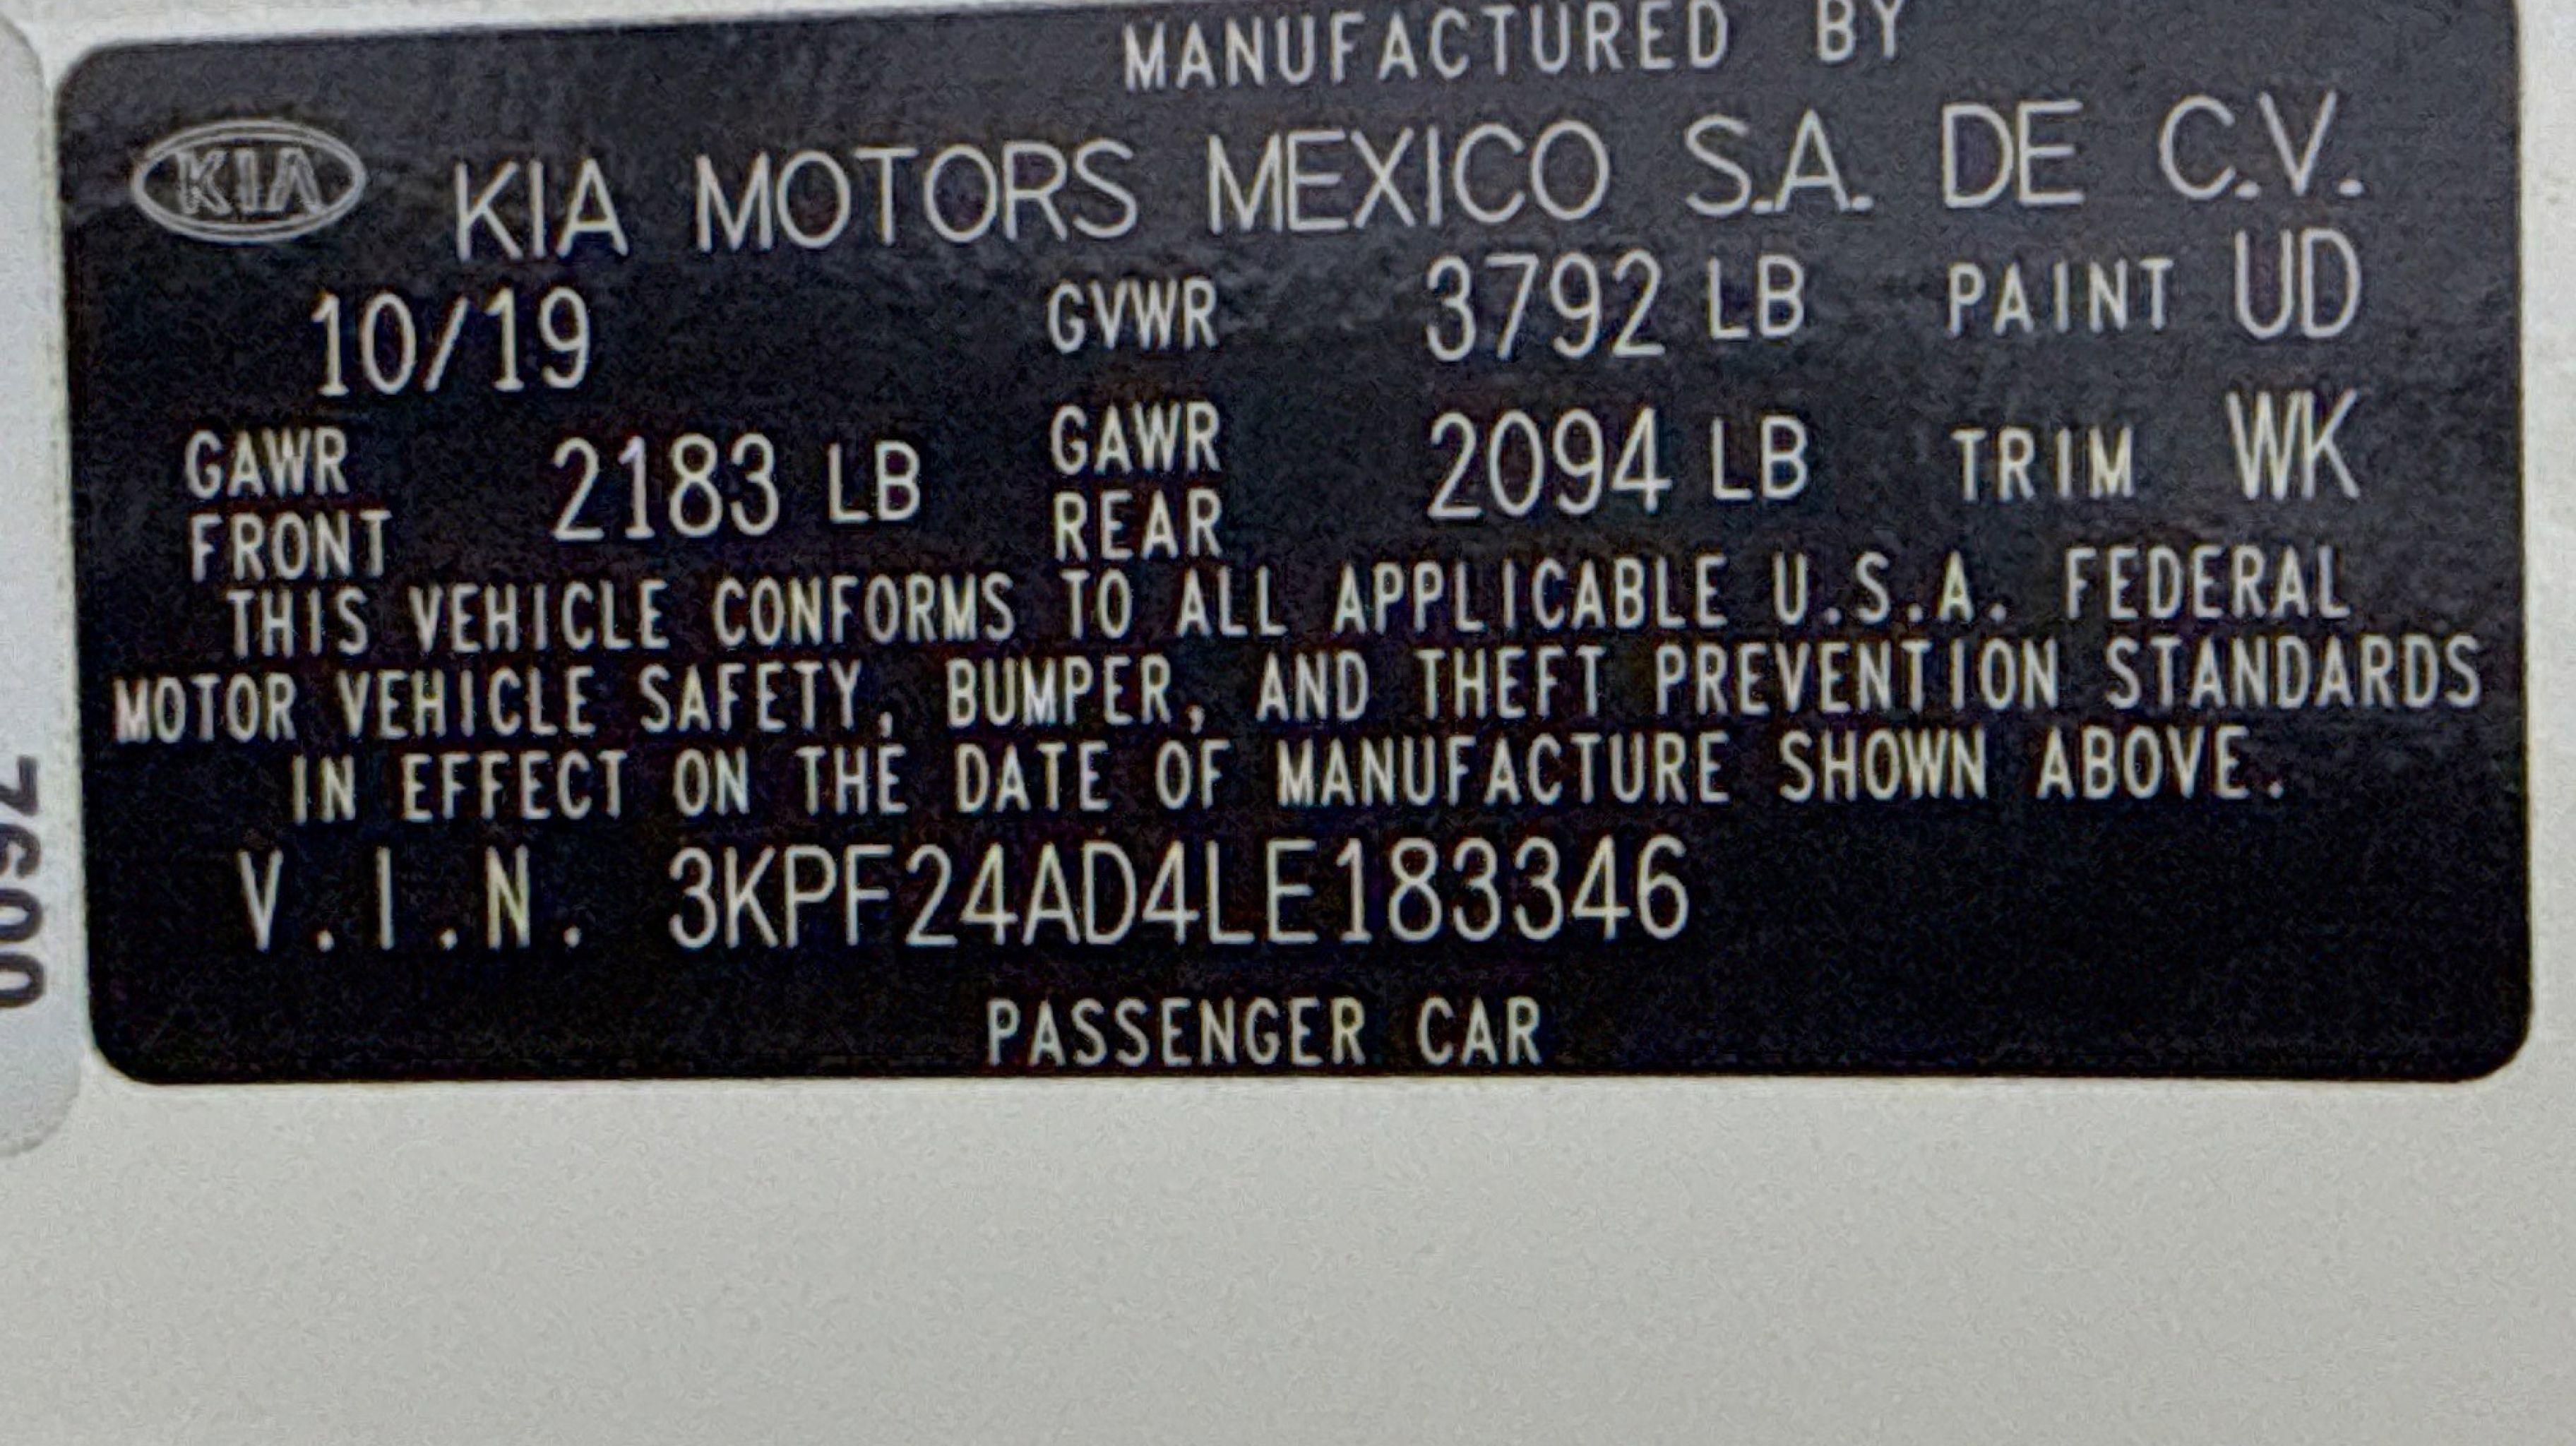 MANUFACTURED BY
KIA KIA MOTORS MEXICO S.A. DE C.V.
10/19 GVWR 3792 LB PAINT UD
GAWR FRONT 2183 LB GAWR REAR 2094 LB TRIM WK
THIS VEHICLE CONFORMS TO ALL APPLICABLE U.S.A. FEDERAL
MOTOR VEHICLE SAFETY, BUMPER, AND THEFT PREVENTION STANDARDS
IN EFFECT ON THE DATE OF MANUFACTURE SHOWN ABOVE.
V.I.N. 3KPF24AD4LE183346
PASSENGER CAR